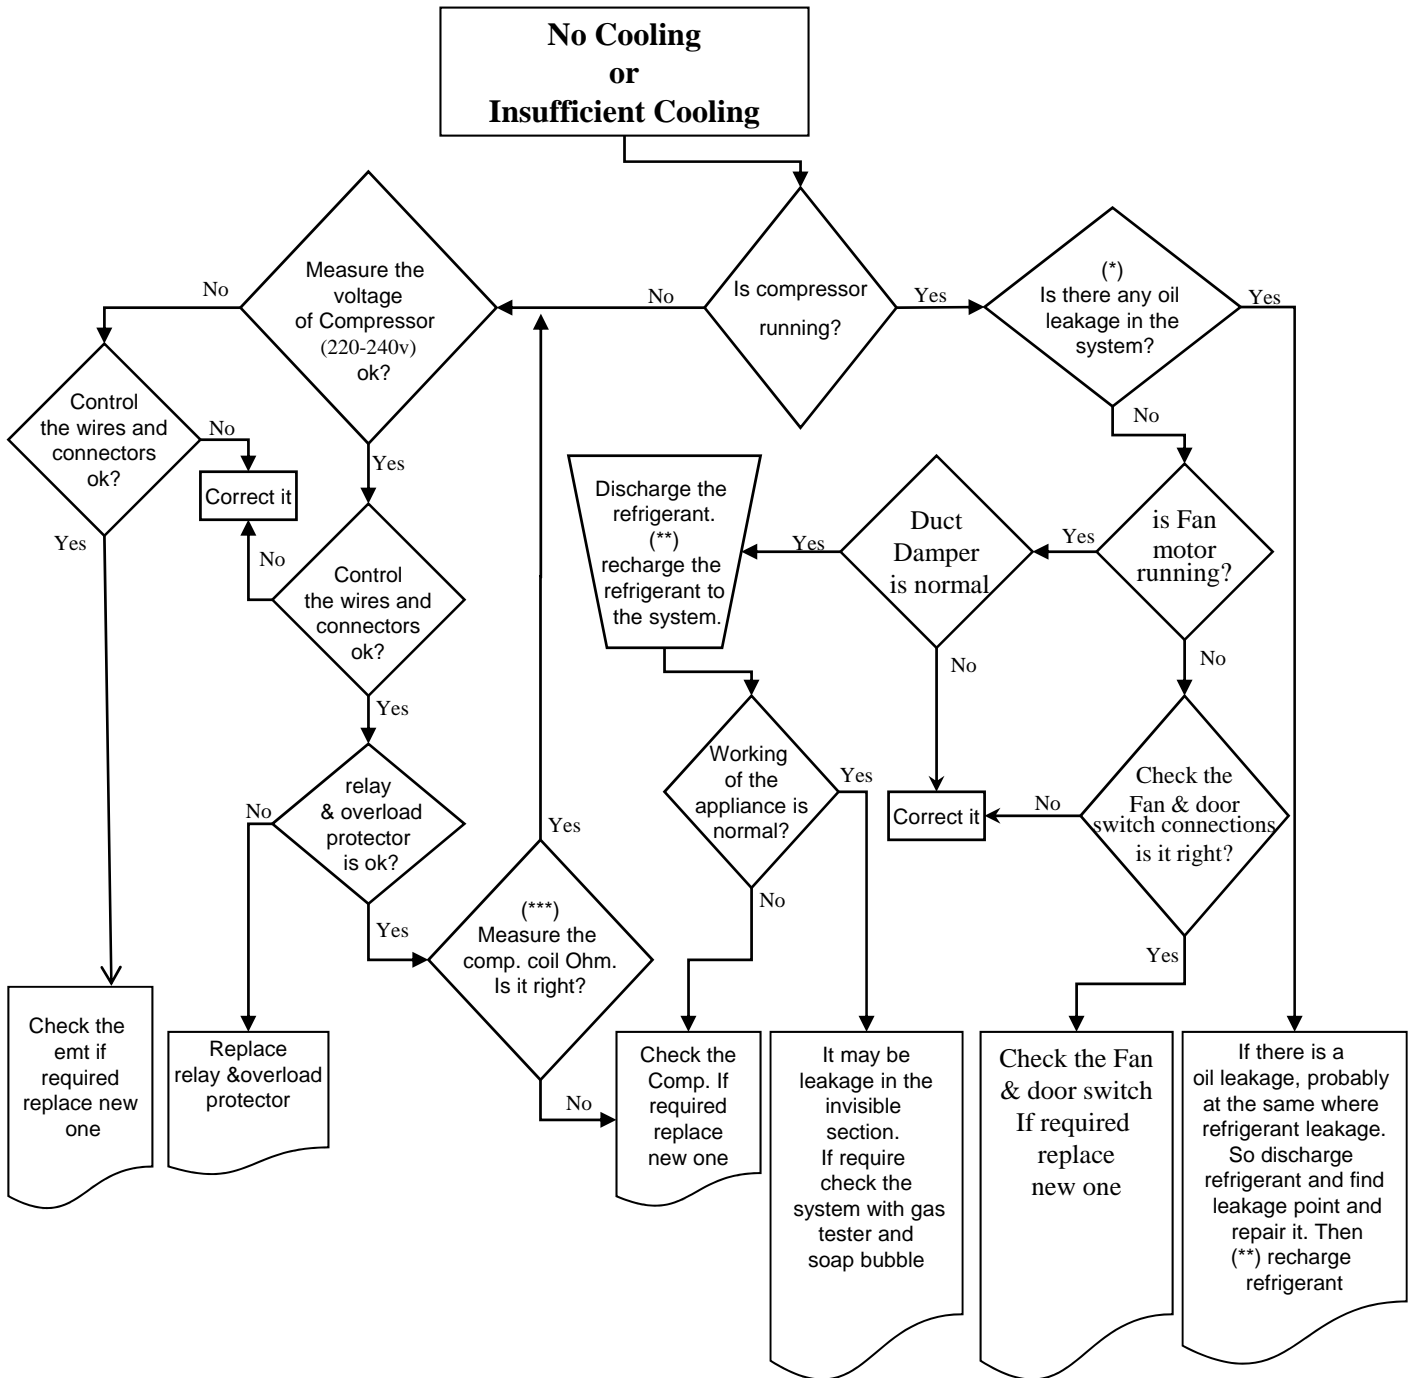 No Cooling
or
Insufficient Cooling
Is compressor
running?
No
Yes
Measure the
voltage
of Compressor
(220-240v)
ok?
No
Yes
Control
the wires and
connectors
ok?
No
Yes
Correct it
No
Control
the wires and
connectors
ok?
Yes
relay
& overload
protector
is ok?
No
Yes
(***)
Measure the
comp. coil Ohm.
Is it right?
Yes
No
(*)
Is there any oil
leakage in the
system?
Yes
No
is Fan
motor
running?
Yes
No
Duct
Damper
is normal
Yes
No
Discharge the
refrigerant.
(**)
recharge the
refrigerant to
the system.
Working
of the
appliance is
normal?
Yes
No
Correct it
No
Check the
Fan & door
switch connections
is it right?
Yes
Check the
emt if
required
replace new
one
Replace
relay &overload
protector
Check the
Comp. If
required
replace
new one
It may be
leakage in the
invisible
section.
If require
check the
system with gas
tester and
soap bubble
Check the Fan
& door switch
If required
replace
new one
If there is a
oil leakage, probably
at the same where
refrigerant leakage.
So discharge
refrigerant and find
leakage point and
repair it. Then
(**) recharge
refrigerant